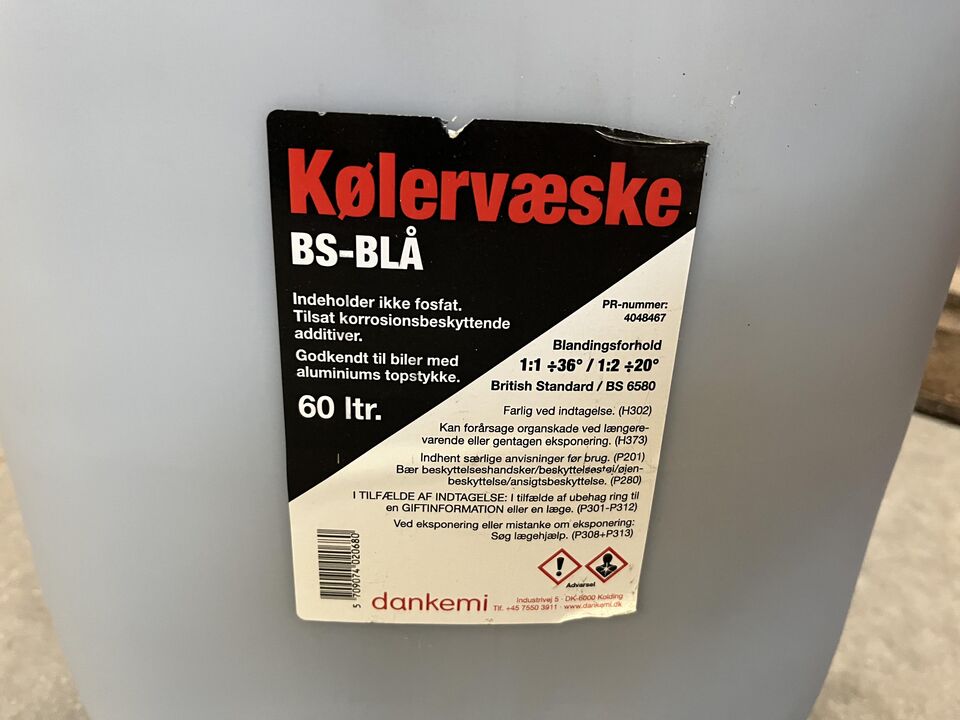 Kølervæske
BS-BLÅ
Indeholder ikke fosfat.
Tilsat korrosionsbeskyttende
additiver.
Godkendt til biler med
aluminiums topstykke.
60 ltr.
PR-nummer:
4048467
Blandingsforhold
1:1 ÷36° / 1:2 ÷20°
British Standard / BS 6580
Farlig ved indtagelse. (H302)
Kan forårsage organskade ved længere-
varende eller gentagen eksponering. (H373)
Indhent særlige anvisninger før brug. (P201)
Bær beskyttelseshandsker/beskyttelsestøj/øjen-
beskyttelse/ansigtsbeskyttelse. (P280)
I TILFÆLDE AF INDTAGELSE: I tilfælde af ubehag ring til
en GIFTINFORMATION eller en læge. (P301-P312)
Ved eksponering eller mistanke om eksponering:
Søg lægehjælp. (P308+P313)
Advarsel
5 709074 020680
dankemi
Industrivej 5 · DK-6000 Kolding
Tlf. +45 7550 3911 · www.dankemi.dk